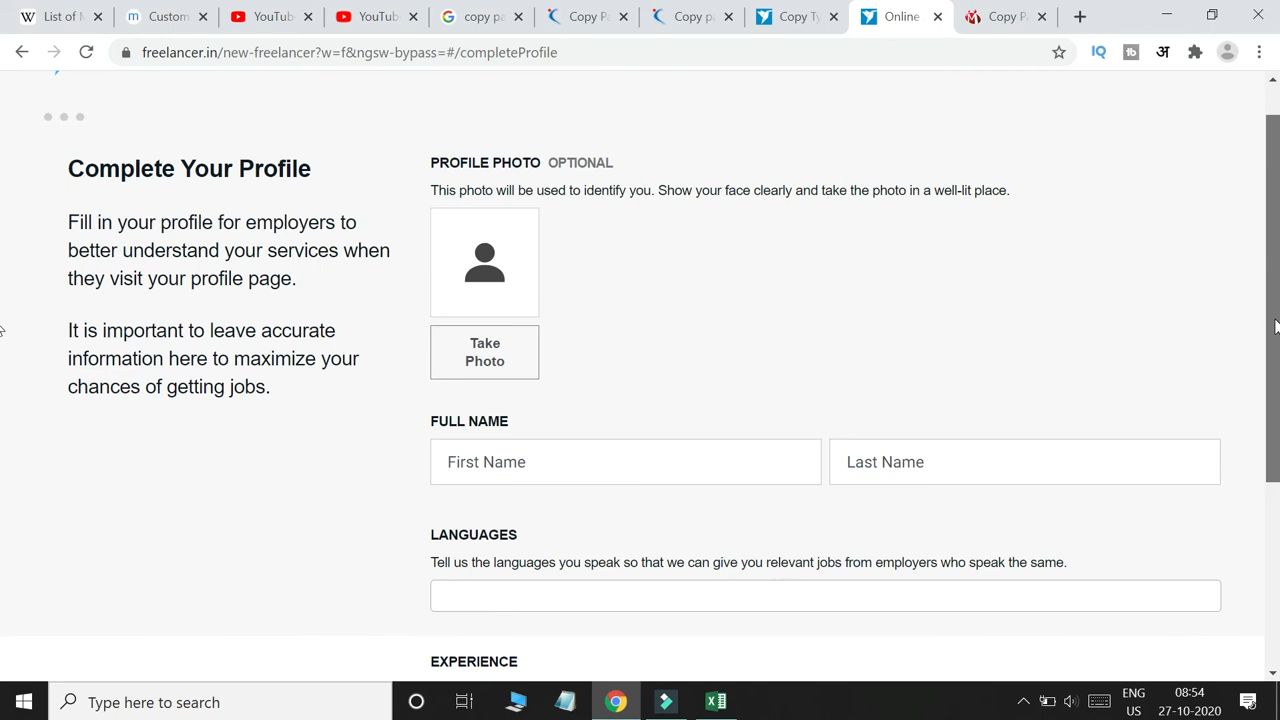 List of M
Custom
YouTub
YouTub
copy pa
Copy Pa
Copy pa
Copy Ty
Online
Copy P
freelancer.in/new-freelancer?w=f&ngsw-bypass=#/completeProfile
Complete Your Profile
Fill in your profile for employers to
better understand your services when
they visit your profile page.
It is important to leave accurate
information here to maximize your
chances of getting jobs.
PROFILE PHOTO OPTIONAL
This photo will be used to identify you. Show your face clearly and take the photo in a well-lit place.
Take
Photo
FULL NAME
First Name
Last Name
LANGUAGES
Tell us the languages you speak so that we can give you relevant jobs from employers who speak the same.
EXPERIENCE
Type here to search
ENG
US
08:54
27-10-2020